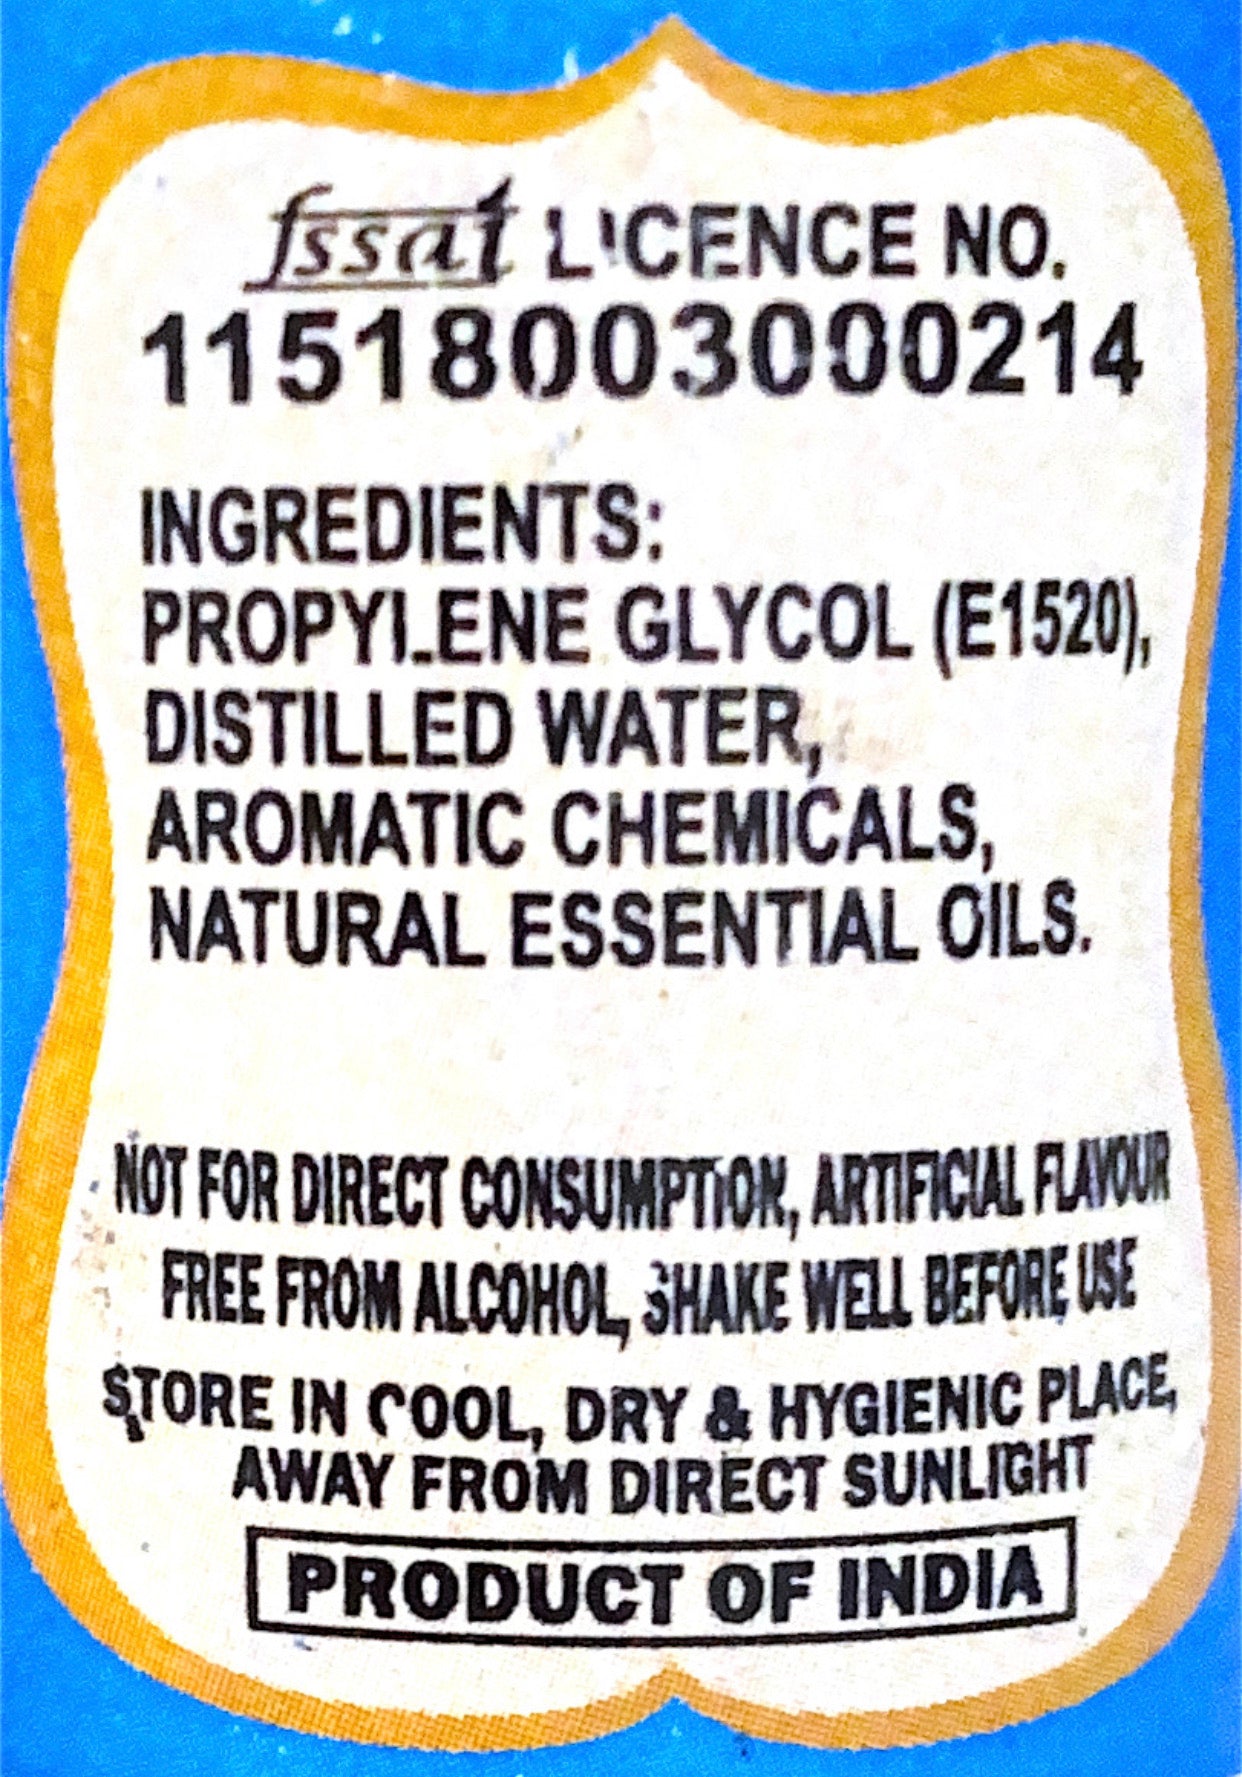 fssai LICENCE NO.
11518003000214
INGREDIENTS:
PROPYLENE GLYCOL (E1520),
DISTILLED WATER,
AROMATIC CHEMICALS,
NATURAL ESSENTIAL OILS.
NOT FOR DIRECT CONSUMPTION, ARTIFICIAL FLAVOUR
FREE FROM ALCOHOL, SHAKE WELL BEFORE USE
STORE IN COOL, DRY & HYGIENIC PLACE,
AWAY FROM DIRECT SUNLIGHT
PRODUCT OF INDIA